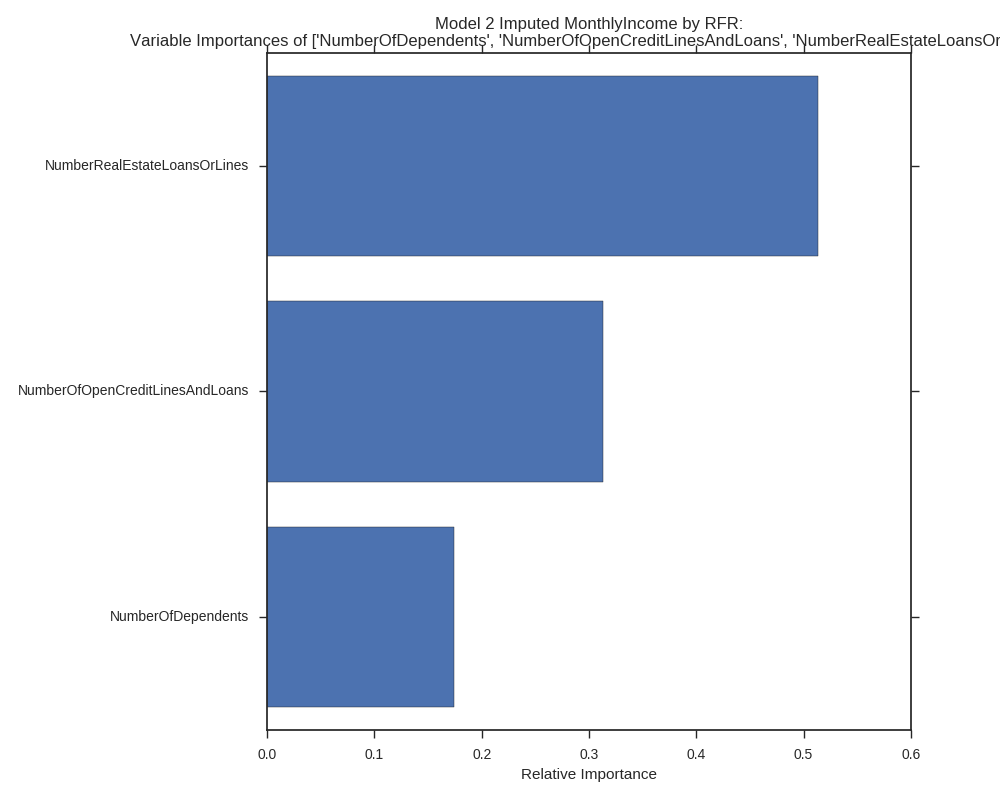 Model 2 Imputed MonthlyIncome by RFR:
Variable Importances of ['NumberOfDependents', 'NumberOfOpenCreditLinesAndLoans', 'NumberRealEstateLoansOr
NumberRealEstateLoansOrLines
NumberOfOpenCreditLinesAndLoans
NumberOfDependents
0.0 0.1 0.2 0.3 0.4 0.5 0.6
Relative Importance